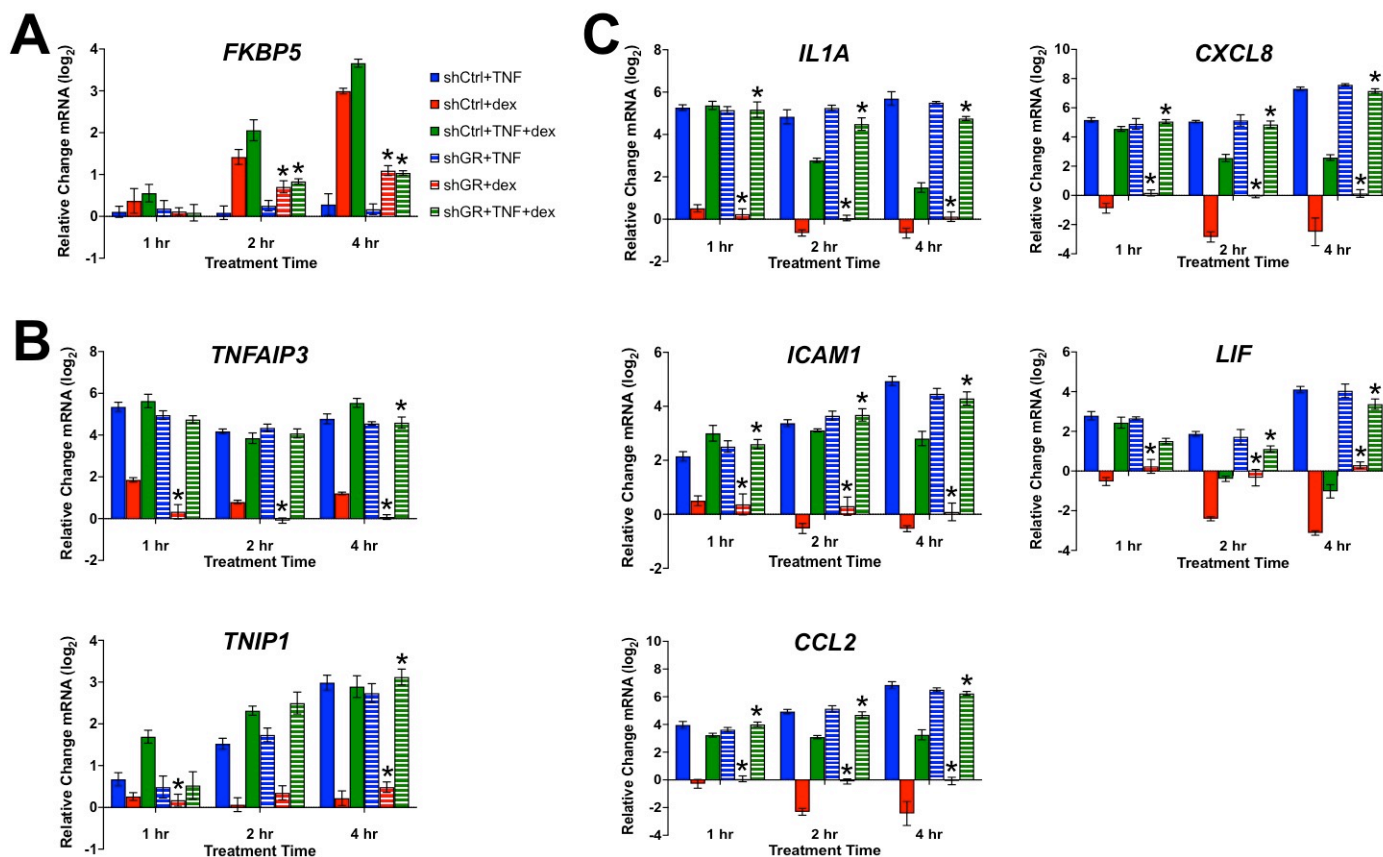 A
FKBP5
Relative Change mRNA (log2)
4
3
2
1
0
-1
1 hr 2 hr 4 hr
Treatment Time
shCtrl+TNF
shCtrl+dex
shCtrl+TNF+dex
shGR+TNF
shGR+dex
shGR+TNF+dex
* * * *
B
TNFAIP3
Relative Change mRNA (log2)
8
6
4
2
0
-2
1 hr 2 hr 4 hr
Treatment Time
* * * *
TNIP1
Relative Change mRNA (log2)
4
3
2
1
0
-1
1 hr 2 hr 4 hr
Treatment Time
* * *
C
IL1A
Relative Change mRNA (log2)
8
6
4
2
0
-2
1 hr 2 hr 4 hr
Treatment Time
* * * * * *
CXCL8
Relative Change mRNA (log2)
10
8
6
4
2
0
-2
-4
1 hr 2 hr 4 hr
Treatment Time
* * * * * *
ICAM1
Relative Change mRNA (log2)
6
4
2
0
-2
1 hr 2 hr 4 hr
Treatment Time
* * * * * *
LIF
Relative Change mRNA (log2)
6
4
2
0
-2
-4
1 hr 2 hr 4 hr
Treatment Time
* * * * *
CCL2
Relative Change mRNA (log2)
10
8
6
4
2
0
-2
-4
1 hr 2 hr 4 hr
Treatment Time
* * * * * *